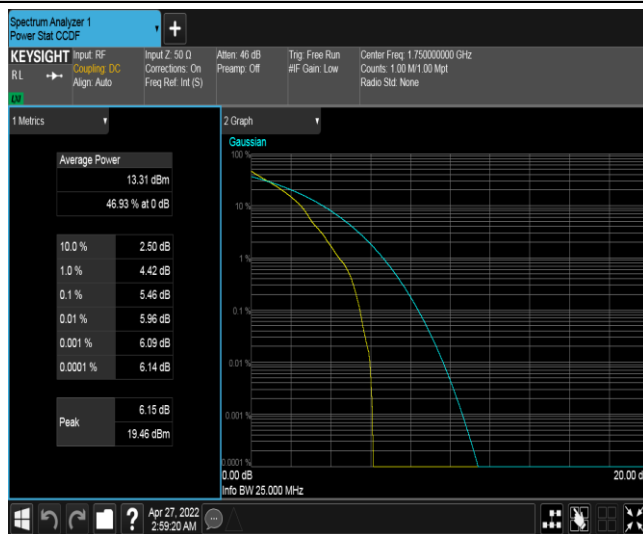 Spectrum Analyzer 1
Power Stat CCDF
+
KEYSIGHT
RL
Input: RF
Coupling: DC
Align: Auto
Input Z: 50 Ω
Corrections: On
Freq Ref: Int (S)
Atten: 46 dB
Preamp: Off
Trig: Free Run
#IF Gain: Low
Center Freq: 1.750000000 GHz
Counts: 1.00 M/1.00 Mpt
Radio Std: None
1 Metrics
Average Power
13.31 dBm
46.93 % at 0 dB
10.0 % 2.50 dB
1.0 % 4.42 dB
0.1 % 5.46 dB
0.01 % 5.96 dB
0.001 % 6.09 dB
0.0001 % 6.14 dB
Peak
6.15 dB
19.46 dBm
2 Graph
Gaussian
100 %
10 %
1 %
0.1 %
0.01 %
0.001 %
0.0001 %
0.00 dB
20.00 d
Info BW 25.000 MHz
?
Apr 27, 2022
2:59:20 AM